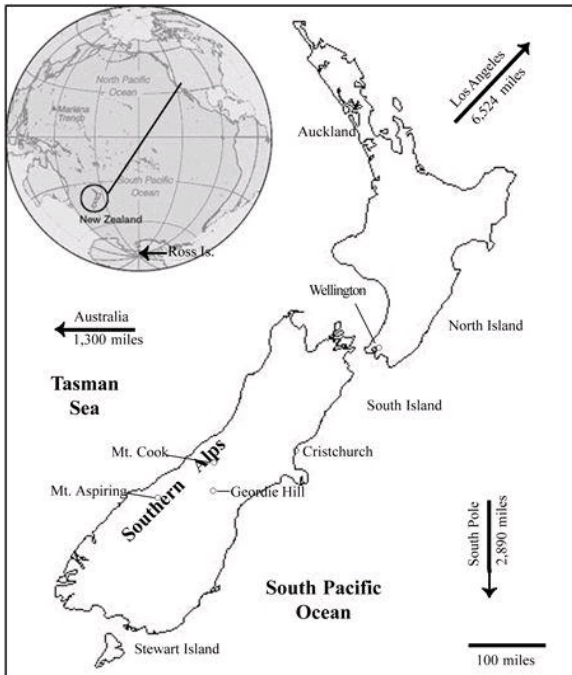 North Pacific
Ocean
Mariana
Trench
South Pacific
Ocean
New Zealand
Ross Is.
Los Angeles
6,524 miles
Auckland
Wellington
North Island
Australia
1,300 miles
Tasman
Sea
South Island
Mt. Cook
Southern Alps
Cristchurch
Mt. Aspiring
Geordie Hill
South Pole
2,890 miles
South Pacific
Ocean
Stewart Island
100 miles